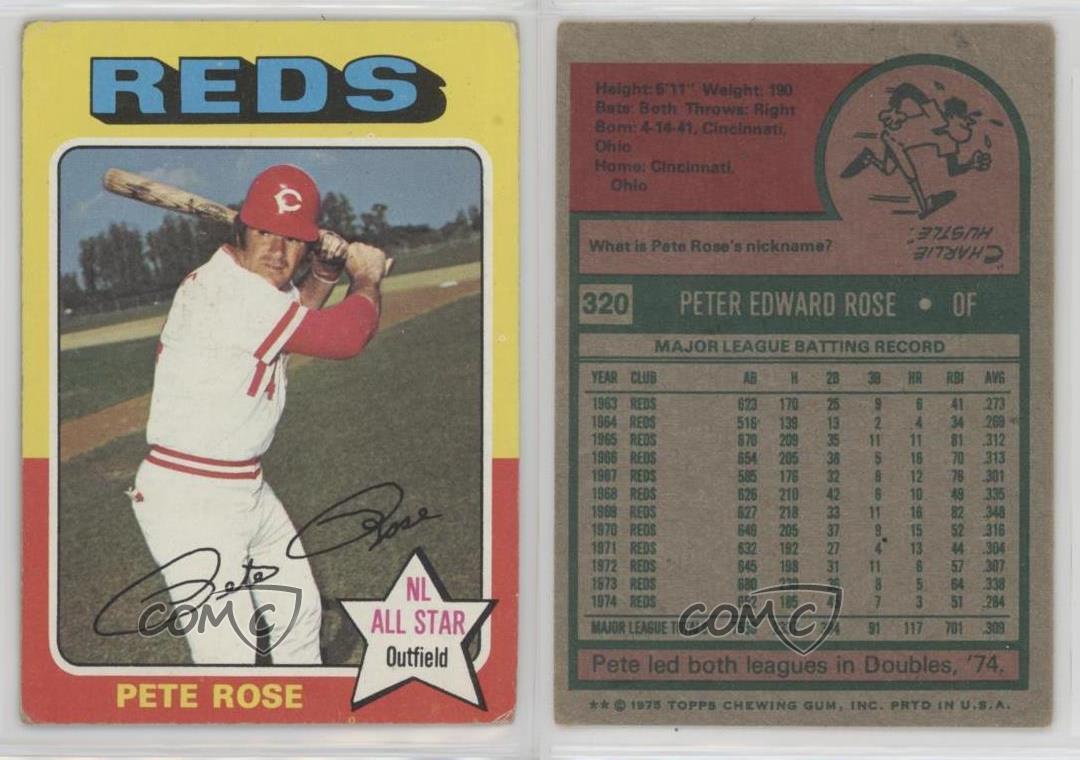 REDS
14
Pete Rose
NL
ALL STAR
Outfield
PETE ROSE
COMC
Height: 5'11" Weight: 190
Bats: Both Throws: Right
Born: 4-14-41, Cincinnati,
Ohio
Home: Cincinnati,
Ohio
What is Pete Rose's nickname?
"CHARLIE
HUSTLE".
320 PETER EDWARD ROSE • OF
MAJOR LEAGUE BATTING RECORD
YEAR CLUB AB H 2B 3B HR RBI AVG
1963 REDS 623 170 25 9 6 41 .273
1964 REDS 516 139 13 2 4 34 .269
1965 REDS 670 209 35 11 11 81 .312
1966 REDS 654 205 38 5 16 70 .313
1967 REDS 585 176 32 8 12 76 .301
1968 REDS 626 210 42 6 10 49 .335
1969 REDS 627 218 33 11 16 82 .348
1970 REDS 649 205 37 9 15 52 .316
1971 REDS 632 192 27 4 13 44 .304
1972 REDS 645 198 31 11 6 57 .307
1973 REDS 680 230 36 8 5 64 .338
1974 REDS 652 185 45 7 3 51 .284
MAJOR LEAGUE 91 117 701 .309
COMC
Pete led both leagues in Doubles, '74.
** © 1975 TOPPS CHEWING GUM, INC. PRTD IN U.S.A.